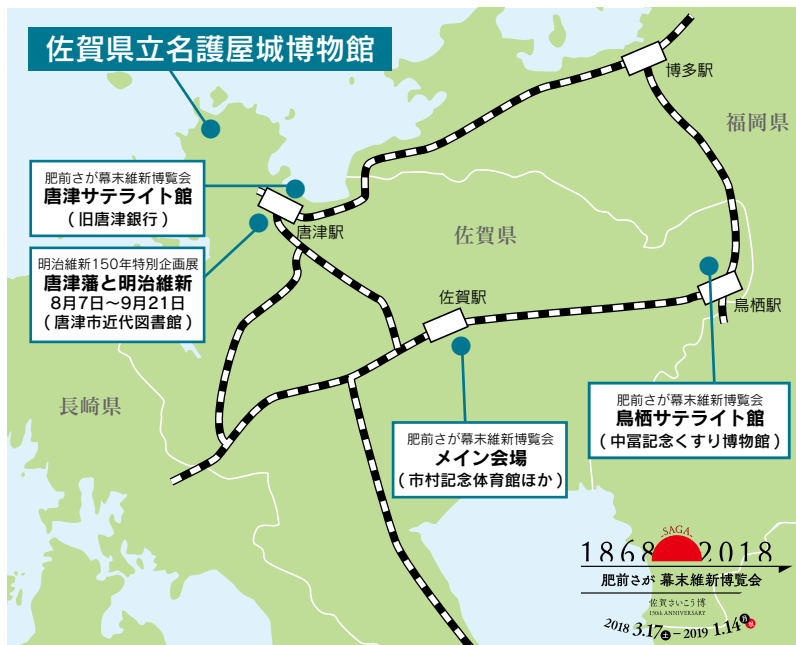 佐賀県立名護屋城博物館
博多駅
福岡県
肥前さが幕末維新博覧会
唐津サテライト館
(旧唐津銀行)
唐津駅
佐賀県
明治維新150年特別企画展
唐津藩と明治維新
8月7日〜9月21日
(唐津市近代図書館)
佐賀駅
鳥栖駅
長崎県
肥前さが幕末維新博覧会
メイン会場
(市村記念体育館ほか)
肥前さが幕末維新博覧会
鳥栖サテライト館
(中冨記念くすり博物館)
SAGA
1868 2018
肥前さが 幕末維新博覧会
佐賀さいこう博
150th ANNIVERSARY
2018 3.17土−2019 1.14月祝